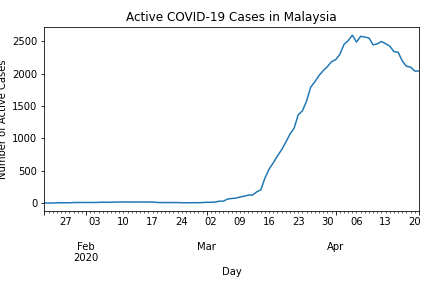 Active COVID-19 Cases in Malaysia
Number of Active Cases
2500
2000
1500
1000
500
0
27 03 10 17 24 02 09 16 23 30 06 13 20
Feb Mar Apr
2020
Day